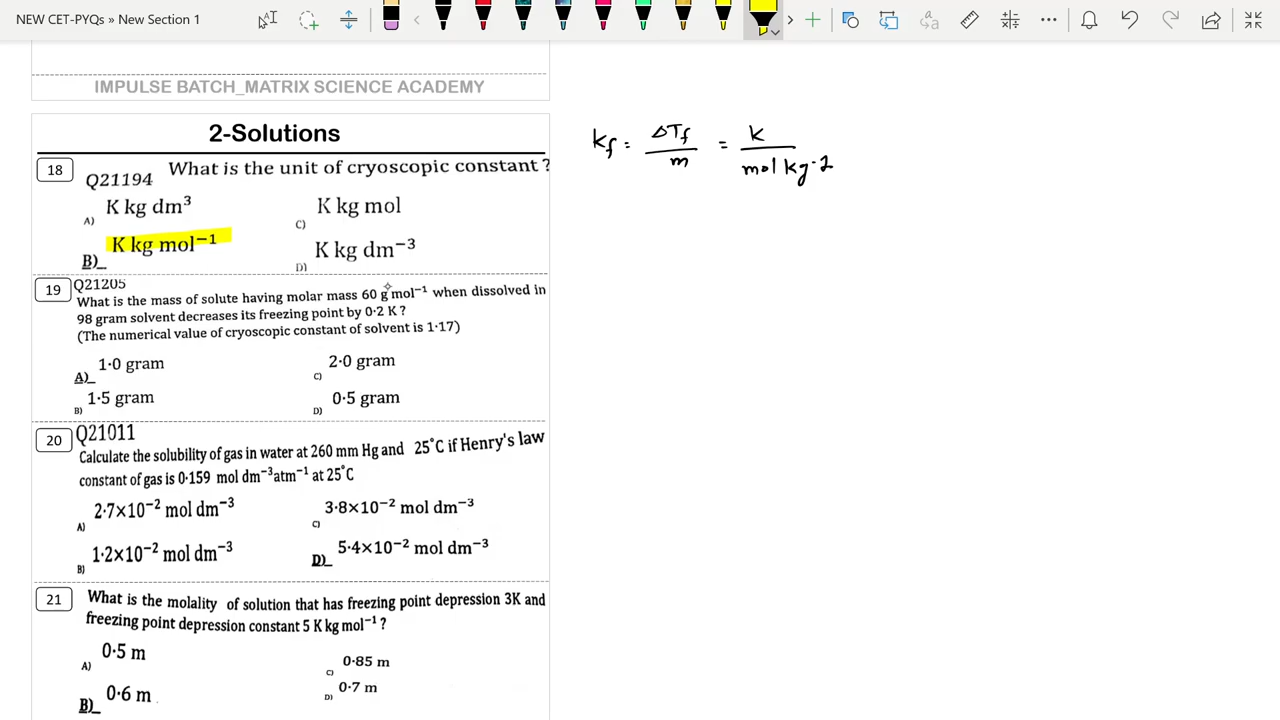 NEW CET-PYQs » New Section 1
IMPULSE BATCH_MATRIX SCIENCE ACADEMY
2-Solutions
18
Q21194 What is the unit of cryoscopic constant ?
A) K kg dm³
C) K kg mol
B) K kg mol⁻¹
D) K kg dm⁻³
19
Q21205
What is the mass of solute having molar mass 60 g mol⁻¹ when dissolved in
98 gram solvent decreases its freezing point by 0·2 K ?
(The numerical value of cryoscopic constant of solvent is 1·17)
A) 1·0 gram
C) 2·0 gram
B) 1·5 gram
D) 0·5 gram
20
Q21011
Calculate the solubility of gas in water at 260 mm Hg and 25°C if Henry's law
constant of gas is 0·159 mol dm⁻³atm⁻¹ at 25°C
A) 2·7×10⁻² mol dm⁻³
C) 3·8×10⁻² mol dm⁻³
B) 1·2×10⁻² mol dm⁻³
D) 5·4×10⁻² mol dm⁻³
21
What is the molality of solution that has freezing point depression 3K and
freezing point depression constant 5 K kg mol⁻¹ ?
A) 0·5 m
C) 0·85 m
B) 0·6 m
D) 0·7 m
kf = ΔTf / m = k / mol kg-1